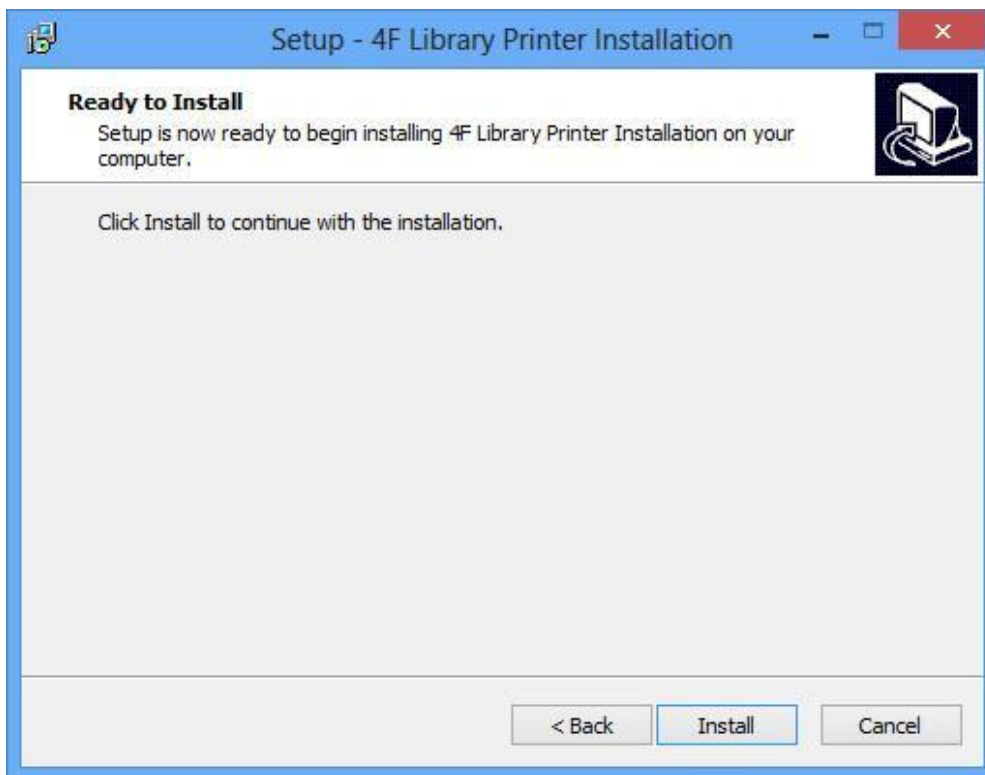 Setup - 4F Library Printer Installation
Ready to Install
Setup is now ready to begin installing 4F Library Printer Installation on your
computer.
Click Install to continue with the installation.
< Back Install Cancel